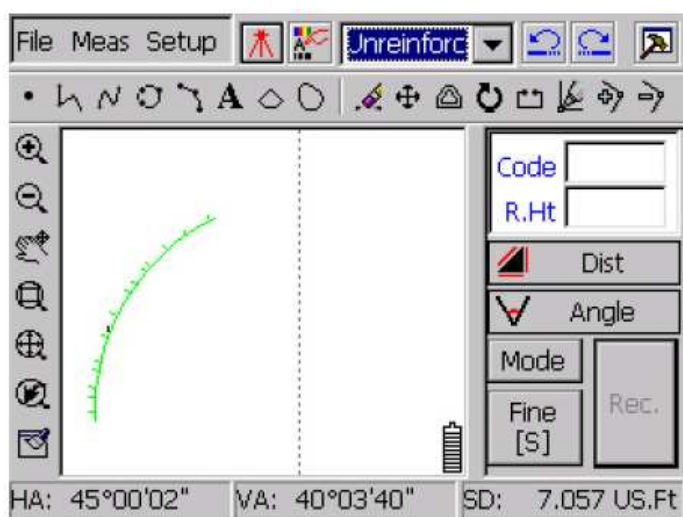 File Meas Setup Unreinforc
A
Code
R.Ht
Dist
Angle
Mode
Fine
[S]
Rec.
HA: 45°00'02" VA: 40°03'40" SD: 7.057 US.Ft